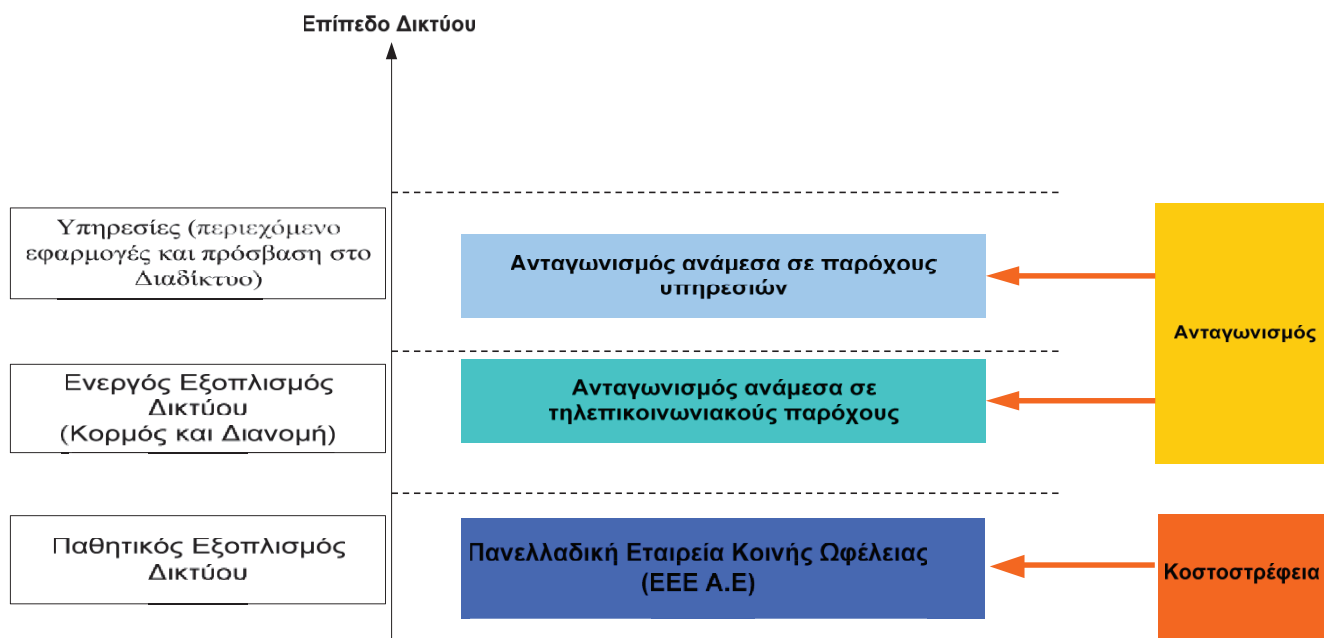 Επίπεδο Δικτύου
Υπηρεσίες (περιεχόμενο
εφαρμογές και πρόσβαση στο
Διαδίκτυο)
Ανταγωνισμός ανάμεσα σε παρόχους
υπηρεσιών
Ανταγωνισμός
Ενεργός Εξοπλισμός
Δικτύου
(Κορμός και Διανομή)
Ανταγωνισμός ανάμεσα σε
τηλεπικοινωνιακούς παρόχους
Παθητικός Εξοπλισμός
Δικτύου
Πανελλαδική Εταιρεία Κοινής Ωφέλειας
(ΕΕΕ Α.Ε)
Κοστοστρέφεια